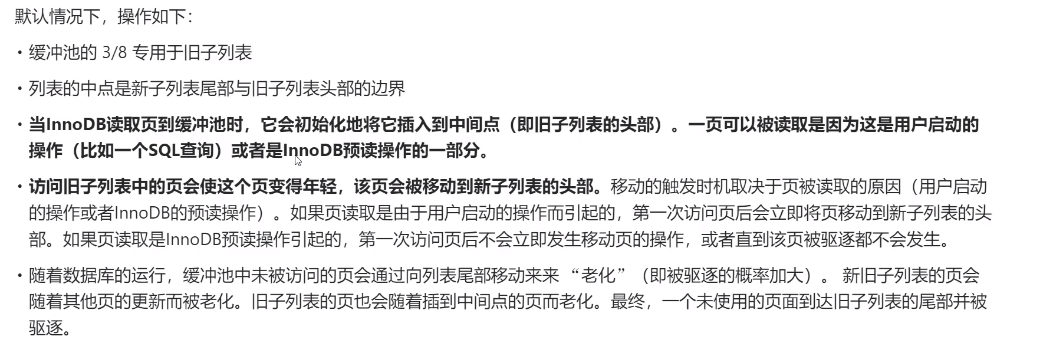 默认情况下，操作如下：
• 缓冲池的 3/8 专用于旧子列表
• 列表的中点是新子列表尾部与旧子列表头部的边界
• 当InnoDB读取页到缓冲池时，它会初始化地将它插入到中间点（即旧子列表的头部）。一页可以被读取是因为这是用户启动的
操作（比如一个SQL查询）或者是InnoDB预读操作的一部分。
• 访问旧子列表中的页会使这个页变得年轻，该页会被移动到新子列表的头部。移动的触发时机取决于页被读取的原因（用户启动
的操作或者InnoDB的预读操作）。如果页读取是由于用户启动的操作而引起的，第一次访问页后会立即将页移动到新子列表的头
部。如果页读取是InnoDB预读操作引起的，第一次访问页后不会立即发生移动页的操作，或者直到该页被驱逐都不会发生。
• 随着数据库的运行，缓冲池中未被访问的页会通过向列表尾部移动来来 “老化”（即被驱逐的概率加大）。 新旧子列表的页会
随着其他页的更新而被老化。旧子列表的页也会随着插到中间点的页而老化。最终，一个未使用的页面到达旧子列表的尾部并被
驱逐。